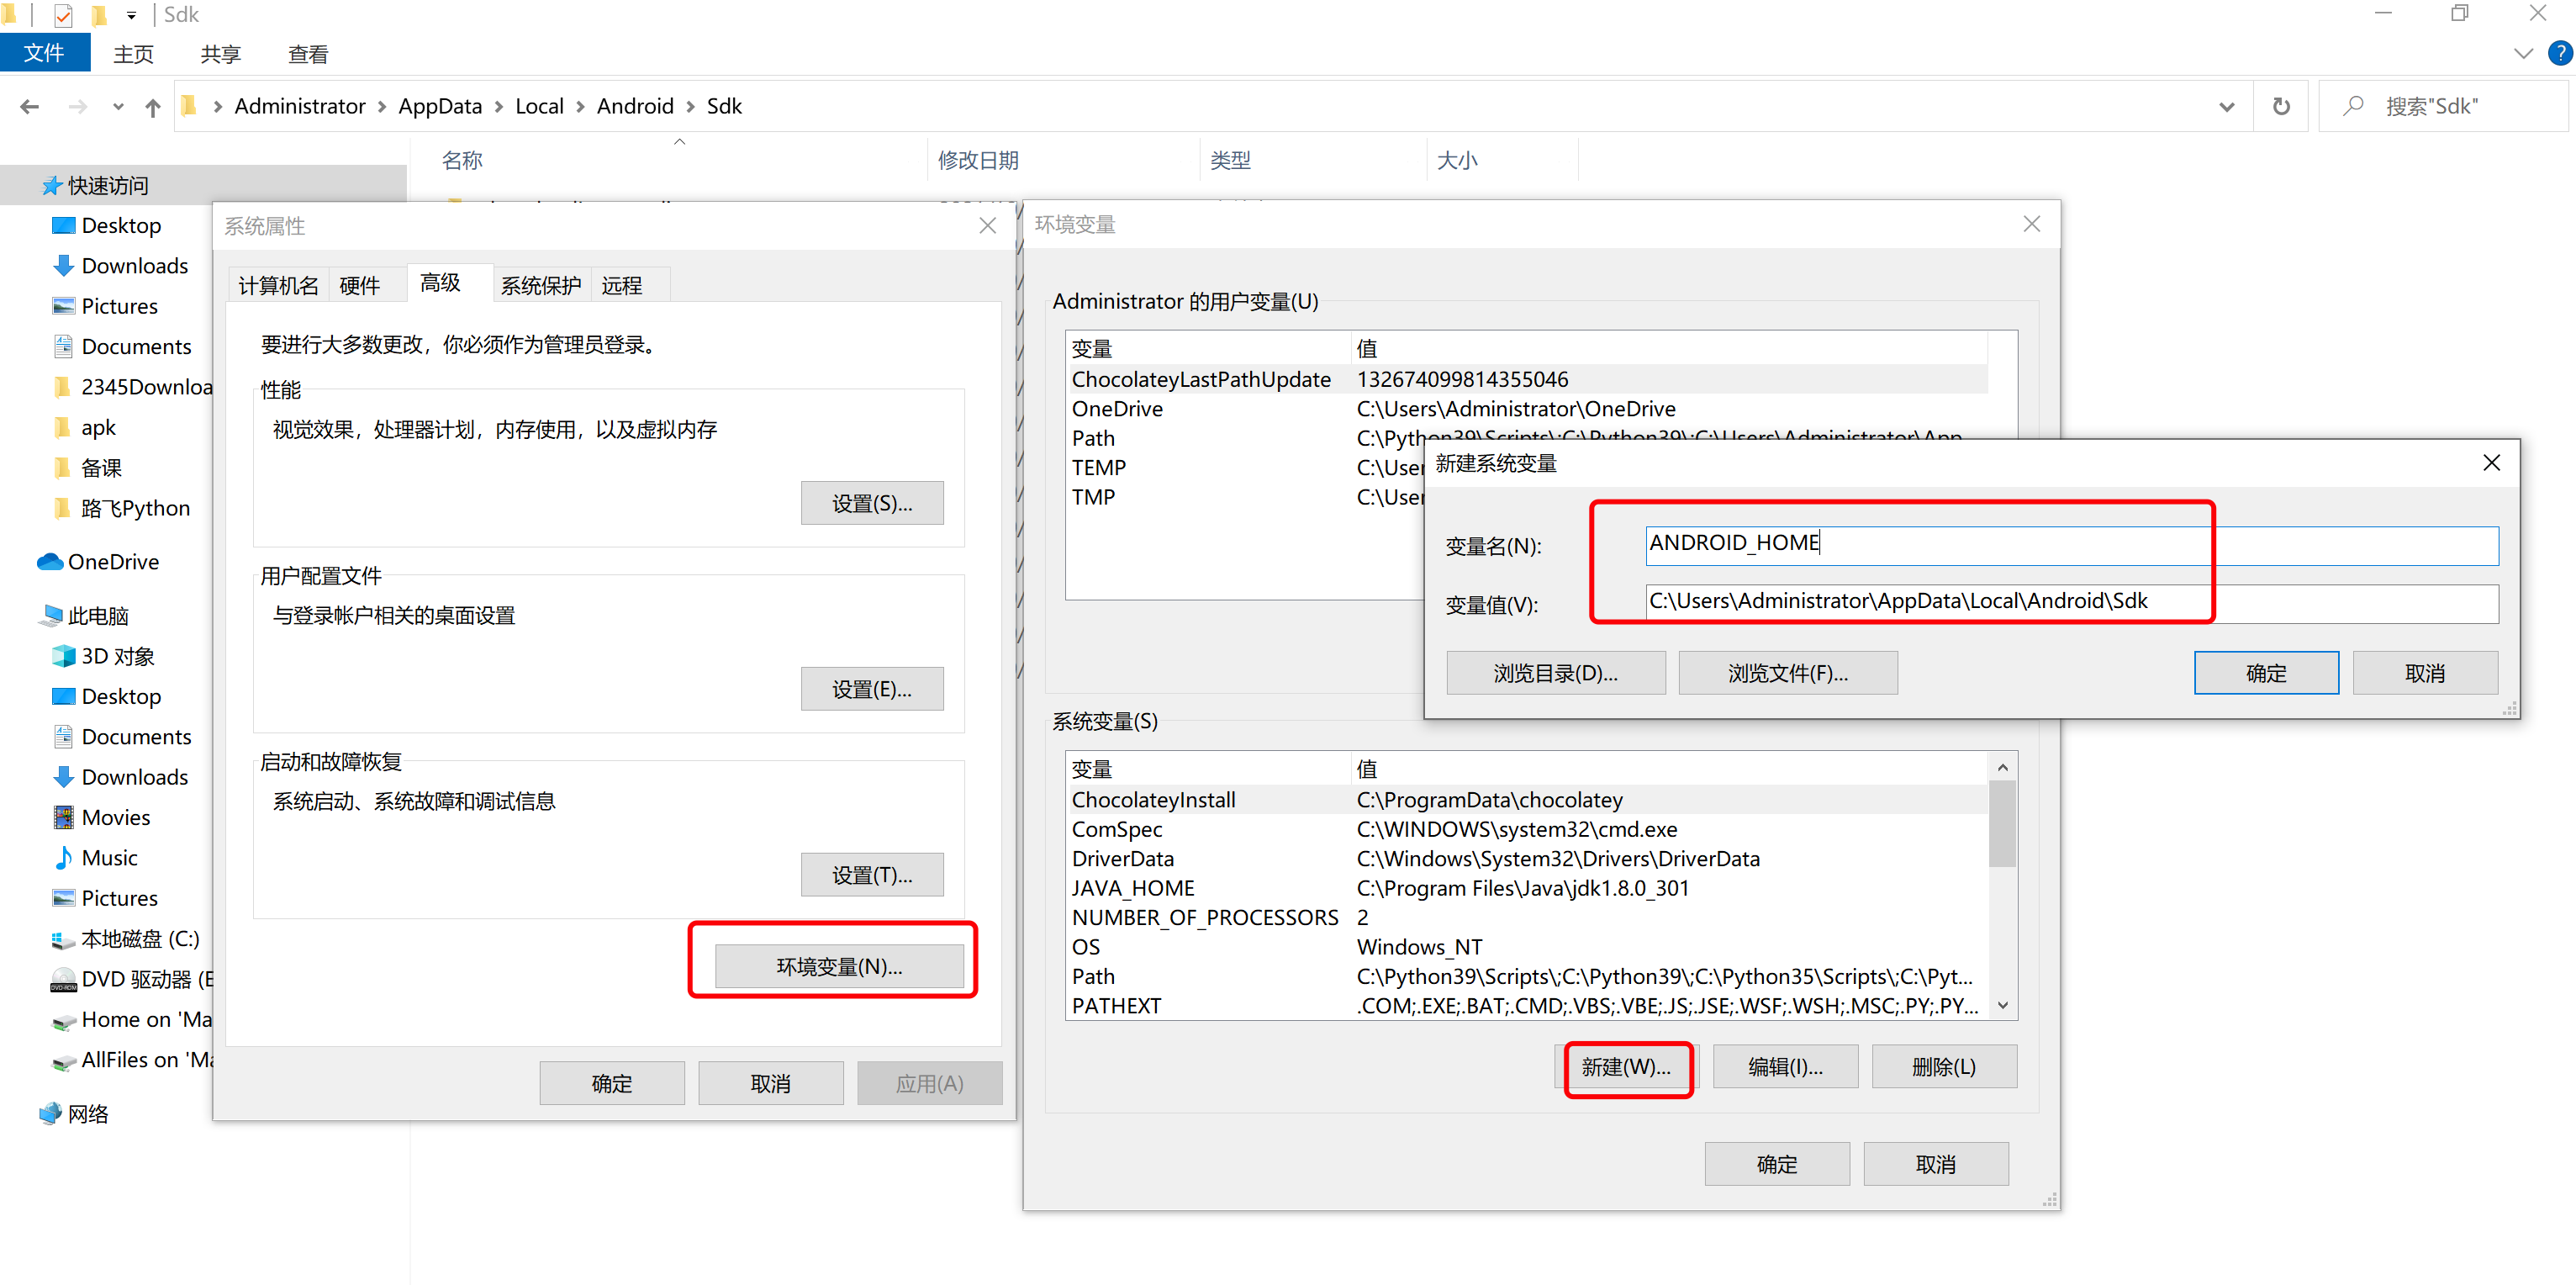 Sdk
文件 主页 共享 查看
Administrator AppData Local Android Sdk
搜索"Sdk"
名称 修改日期 类型 大小
快速访问
Desktop
Downloads
Pictures
Documents
2345Downloa
apk
备课
路飞Python
OneDrive
此电脑
3D 对象
Desktop
Documents
Downloads
Movies
Music
Pictures
本地磁盘 (C:)
DVD 驱动器 (E
Home on 'Ma
AllFiles on 'Ma
网络
系统属性
计算机名 硬件 高级 系统保护 远程
要进行大多数更改，你必须作为管理员登录。
性能
视觉效果，处理器计划，内存使用，以及虚拟内存
设置(S)...
用户配置文件
与登录帐户相关的桌面设置
设置(E)...
启动和故障恢复
系统启动、系统故障和调试信息
设置(T)...
环境变量(N)...
确定 取消 应用(A)
环境变量
Administrator 的用户变量(U)
变量 值
ChocolateyLastPathUpdate 132674099814355046
OneDrive C:\Users\Administrator\OneDrive
Path C:\Python39\Scripts\;C:\Python39\;C:\Users\Administrator\App
TEMP C:\User
TMP C:\User
新建系统变量
变量名(N): ANDROID_HOME
变量值(V): C:\Users\Administrator\AppData\Local\Android\Sdk
浏览目录(D)... 浏览文件(F)... 确定 取消
系统变量(S)
变量 值
ChocolateyInstall C:\ProgramData\chocolatey
ComSpec C:\WINDOWS\system32\cmd.exe
DriverData C:\Windows\System32\Drivers\DriverData
JAVA_HOME C:\Program Files\Java\jdk1.8.0_301
NUMBER_OF_PROCESSORS 2
OS Windows_NT
Path C:\Python39\Scripts\;C:\Python39\;C:\Python35\Scripts\;C:\Pyt...
PATHEXT .COM;.EXE;.BAT;.CMD;.VBS;.VBE;.JS;.JSE;.WSF;.WSH;.MSC;.PY;.PY...
新建(W)... 编辑(I)... 删除(L)
确定 取消